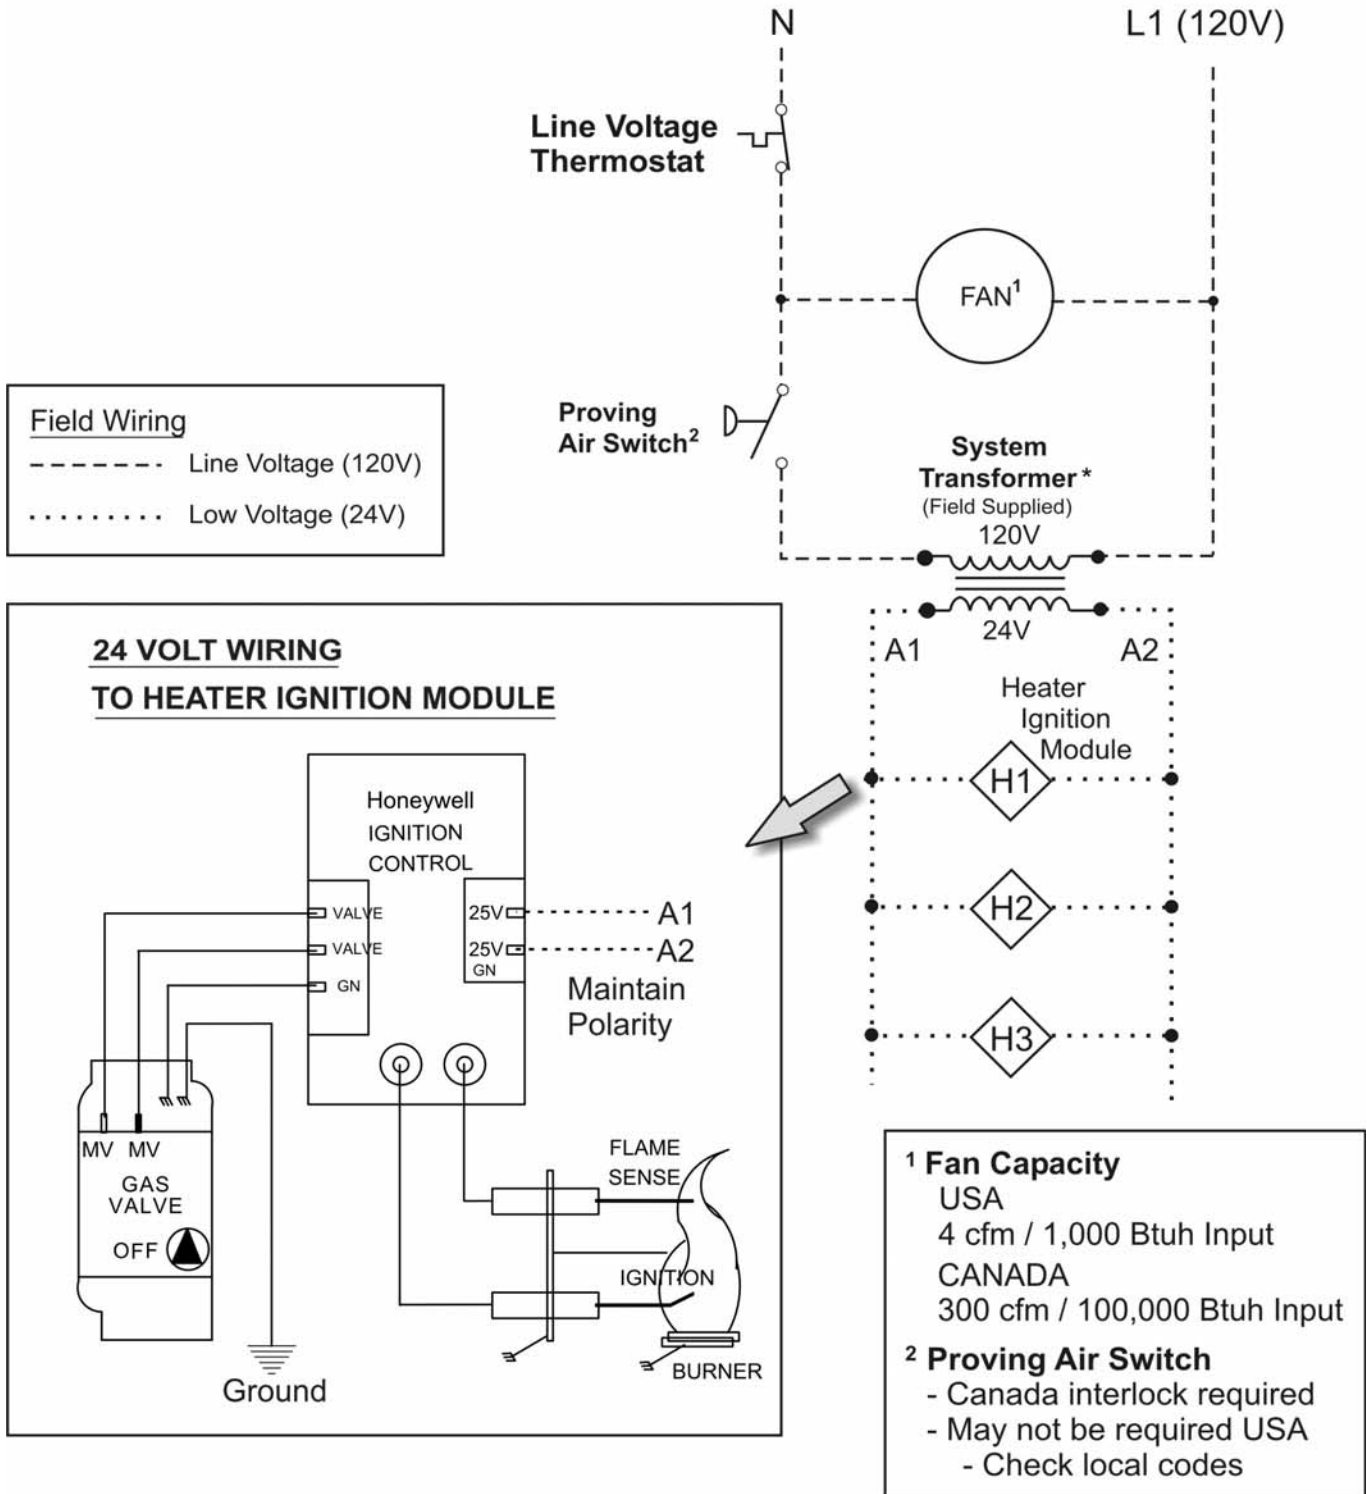 N
L1 (120V)
Line Voltage
Thermostat
FAN¹
Field Wiring
Line Voltage (120V)
Low Voltage (24V)
Proving
Air Switch²
System
Transformer*
(Field Supplied)
120V
24V
A1
A2
Heater
Ignition
Module
H1
H2
H3
24 VOLT WIRING
TO HEATER IGNITION MODULE
Honeywell
IGNITION
CONTROL
VALVE
VALVE
GN
25V
25V
GN
A1
A2
Maintain
Polarity
MV MV
GAS
VALVE
OFF
Ground
FLAME
SENSE
IGNITION
BURNER
¹ Fan Capacity
USA
4 cfm / 1,000 Btuh Input
CANADA
300 cfm / 100,000 Btuh Input
² Proving Air Switch
- Canada interlock required
- May not be required USA
- Check local codes